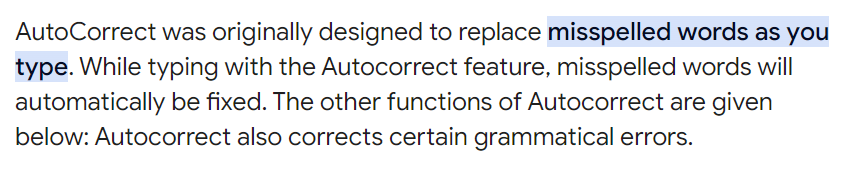 AutoCorrect was originally designed to replace misspelled words as you
type. While typing with the Autocorrect feature, misspelled words will
automatically be fixed. The other functions of Autocorrect are given
below: Autocorrect also corrects certain grammatical errors.